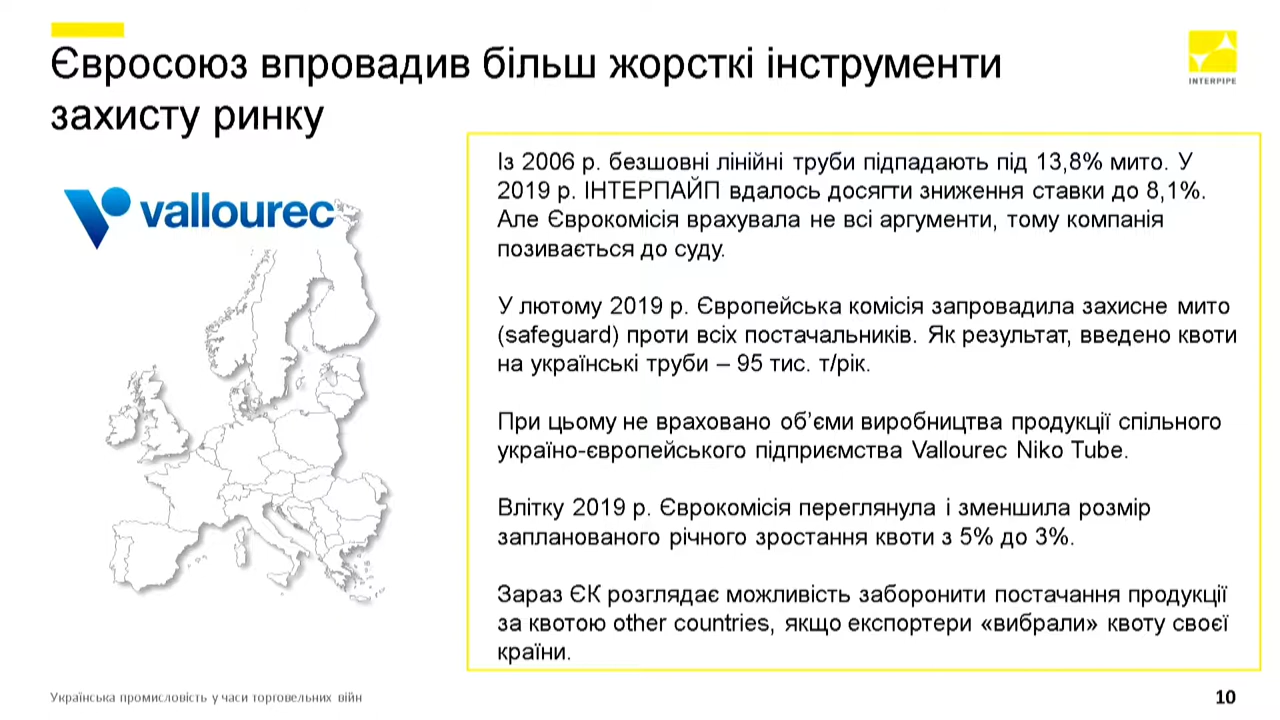 Євросоюз впровадив більш жорсткі інструменти
захисту ринку
INTERPIPE
vallourec
Із 2006 р. безшовні лінійні труби підпадають під 13,8% мито. У
2019 р. ІНТЕРПАЙП вдалось досягти зниження ставки до 8,1%.
Але Єврокомісія врахувала не всі аргументи, тому компанія
позивається до суду.
У лютому 2019 р. Європейська комісія запровадила захисне мито
(safeguard) проти всіх постачальників. Як результат, введено квоти
на українські труби – 95 тис. т/рік.
При цьому не враховано об’єми виробництва продукції спільного
україно-європейського підприємства Vallourec Niko Tube.
Влітку 2019 р. Єврокомісія переглянула і зменшила розмір
запланованого річного зростання квоти з 5% до 3%.
Зараз ЄК розглядає можливість заборонити постачання продукції
за квотою other countries, якщо експортери «вибрали» квоту своєї
країни.
Українська промисловість у часи торговельних війн
10